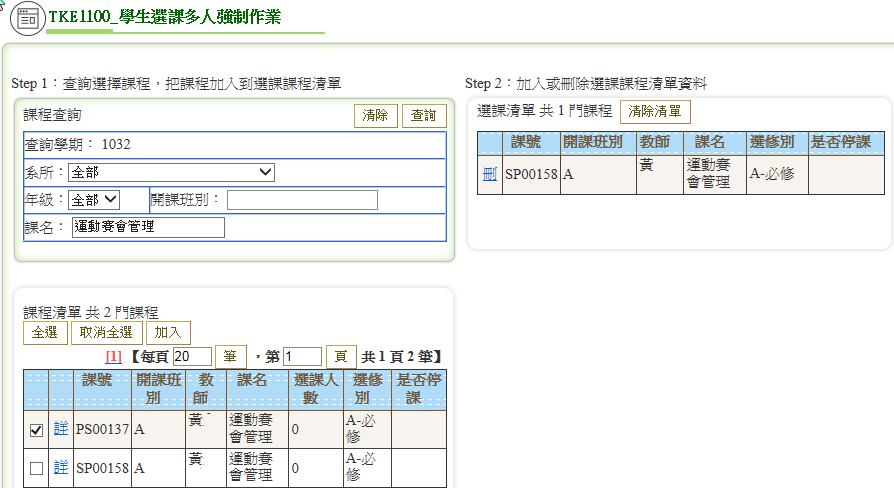 TKE1100_學生選課多人強制作業
Step 1：查詢選擇課程，把課程加入到選課課程清單
課程查詢 清除 查詢
查詢學期： 1032
系所： 全部
年級： 全部 開課班別：
課名： 運動賽會管理
課程清單 共 2 門課程
全選 取消全選 加入
[1] 【每頁 20 筆 ，第 1 頁 共 1 頁 2 筆】
課號 開課班別 教師 課名 選課人數 選修別 是否停課
詳 PS00137 A 黃 運動賽會管理 0 A-必修
詳 SP00158 A 黃 運動賽會管理 0 A-必修
Step 2：加入或刪除選課課程清單資料
選課清單 共 1 門課程 清除清單
課號 開課班別 教師 課名 選修別 是否停課
刪 SP00158 A 黃 運動賽會管理 A-必修